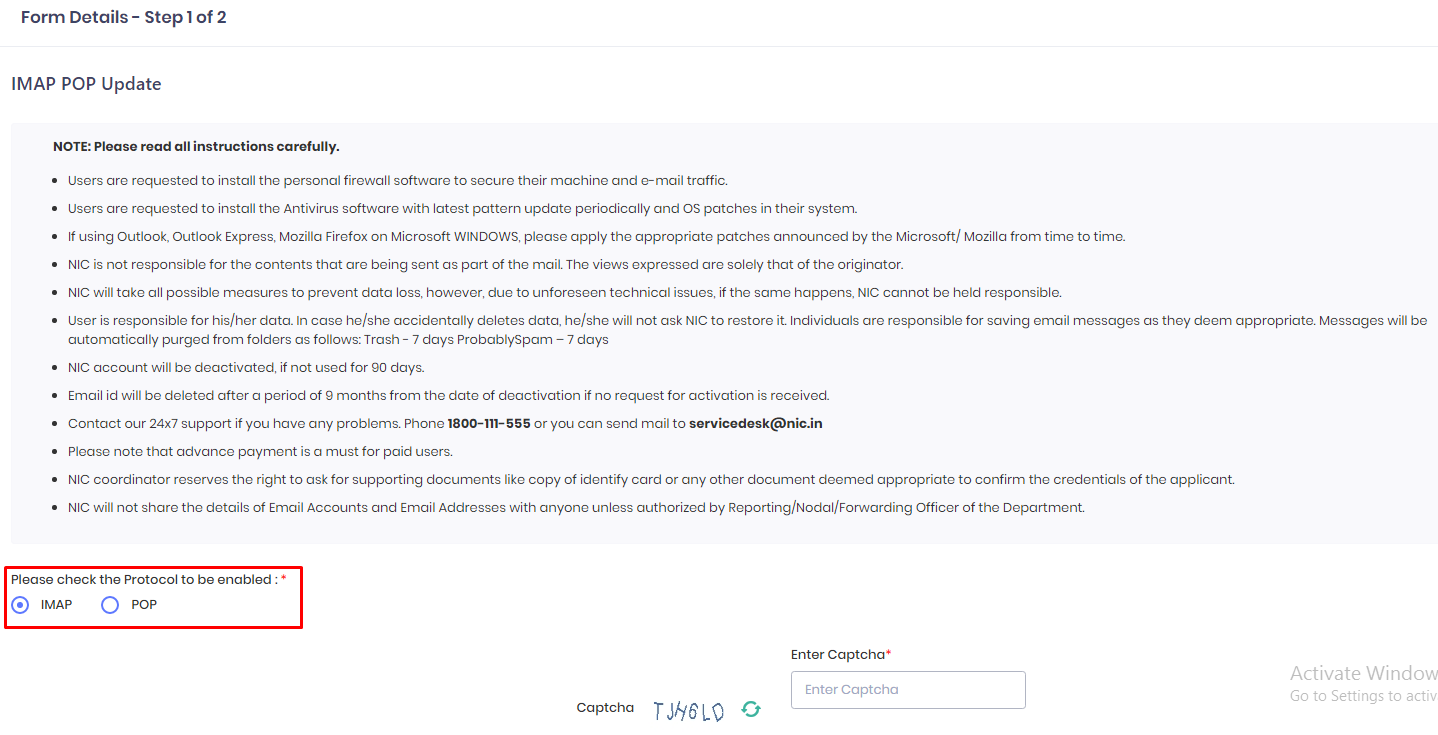 Form Details - Step 1 of 2
IMAP POP Update
NOTE: Please read all instructions carefully.
Users are requested to install the personal firewall software to secure their machine and e-mail traffic.
Users are requested to install the Antivirus software with latest pattern update periodically and OS patches in their system.
If using Outlook, Outlook Express, Mozilla Firefox on Microsoft WINDOWS, please apply the appropriate patches announced by the Microsoft/ Mozilla from time to time.
NIC is not responsible for the contents that are being sent as part of the mail. The views expressed are solely that of the originator.
NIC will take all possible measures to prevent data loss, however, due to unforeseen technical issues, if the same happens, NIC cannot be held responsible.
User is responsible for his/her data. In case he/she accidentally deletes data, he/she will not ask NIC to restore it. Individuals are responsible for saving email messages as they deem appropriate. Messages will be
automatically purged from folders as follows: Trash - 7 days ProbablySpam – 7 days
NIC account will be deactivated, if not used for 90 days.
Email id will be deleted after a period of 9 months from the date of deactivation if no request for activation is received.
Contact our 24x7 support if you have any problems. Phone 1800-111-555 or you can send mail to servicedesk@nic.in
Please note that advance payment is a must for paid users.
NIC coordinator reserves the right to ask for supporting documents like copy of identify card or any other document deemed appropriate to confirm the credentials of the applicant.
NIC will not share the details of Email Accounts and Email Addresses with anyone unless authorized by Reporting/Nodal/Forwarding Officer of the Department.
Please check the Protocol to be enabled : *
IMAP POP
Enter Captcha*
Enter Captcha
Captcha TJY6LD
Activate Window
Go to Settings to activ